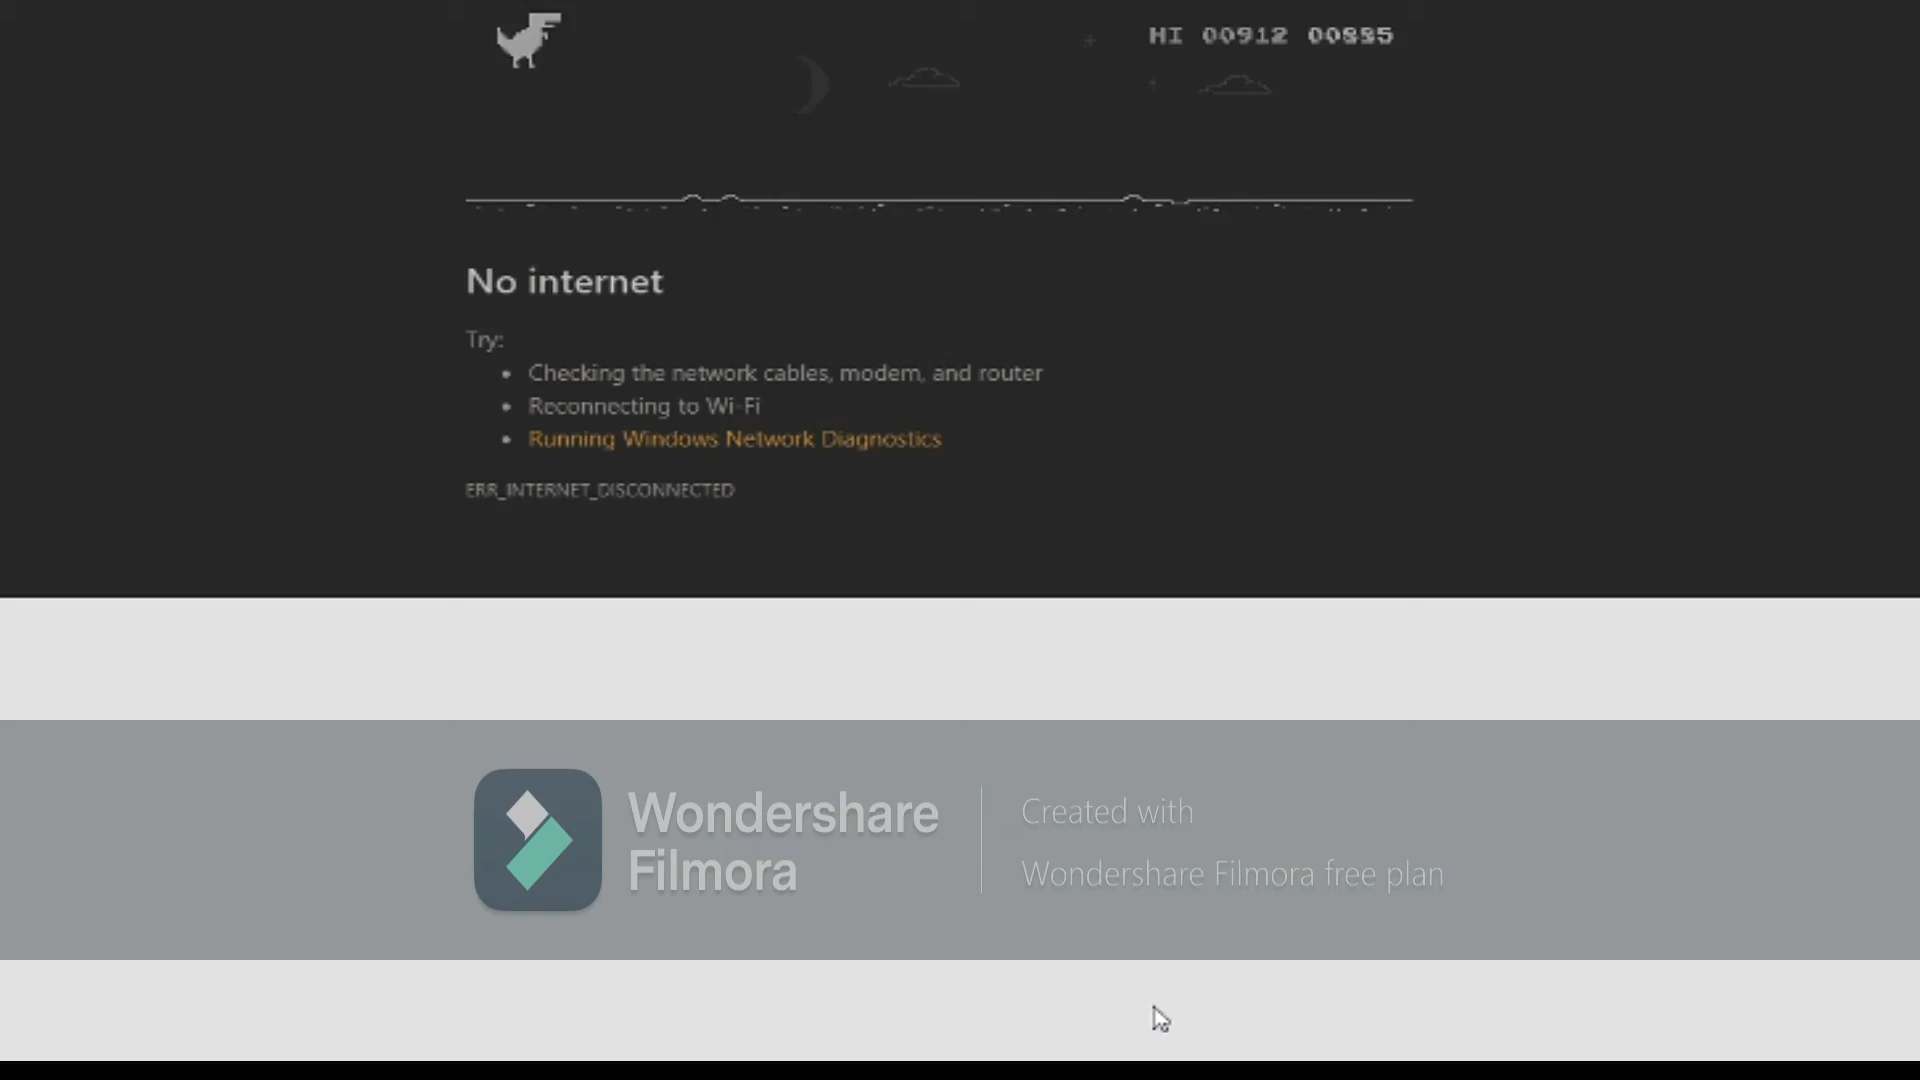 HI 00912 00885
No internet
Try:
• Checking the network cables, modem, and router
• Reconnecting to Wi-Fi
• Running Windows Network Diagnostics
ERR_INTERNET_DISCONNECTED
Wondershare
Filmora
Created with
Wondershare Filmora free plan